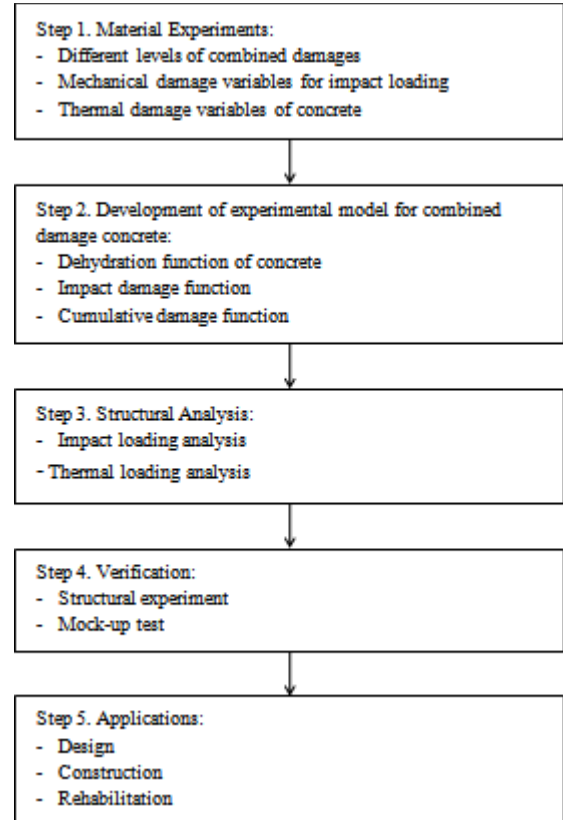 Step 1. Material Experiments:
- Different levels of combined damages
- Mechanical damage variables for impact loading
- Thermal damage variables of concrete
Step 2. Development of experimental model for combined
damage concrete:
- Dehydration function of concrete
- Impact damage function
- Cumulative damage function
Step 3. Structural Analysis:
- Impact loading analysis
- Thermal loading analysis
Step 4. Verification:
- Structural experiment
- Mock-up test
Step 5. Applications:
- Design
- Construction
- Rehabilitation